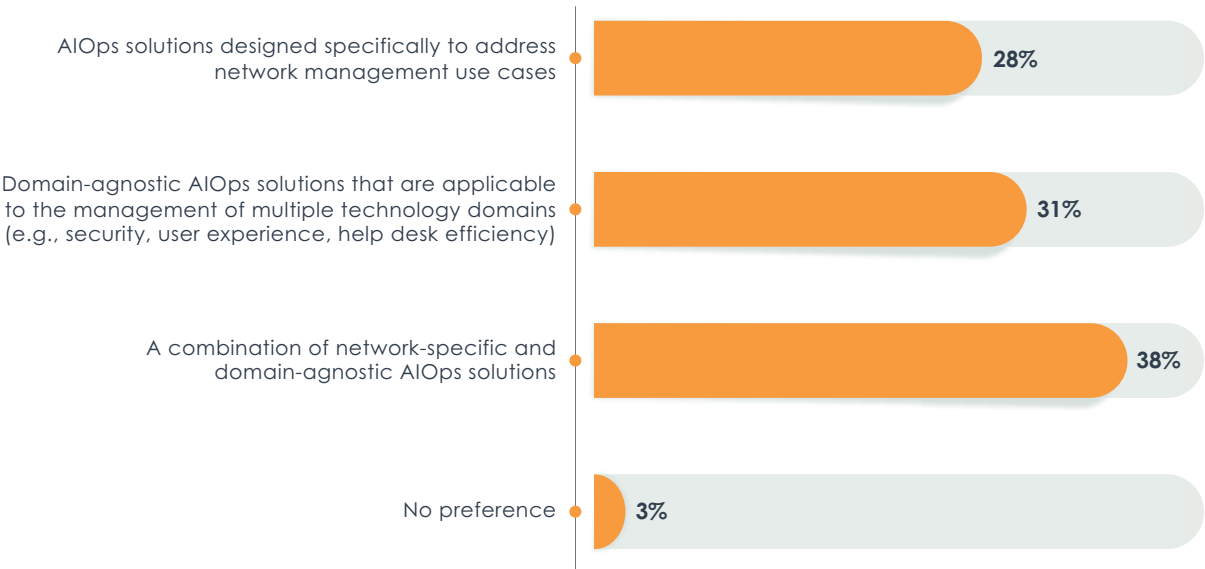 AIOps solutions designed specifically to address
network management use cases
28%
Domain-agnostic AIOps solutions that are applicable
to the management of multiple technology domains
(e.g., security, user experience, help desk efficiency)
31%
A combination of network-specific and
domain-agnostic AIOps solutions
38%
No preference
3%